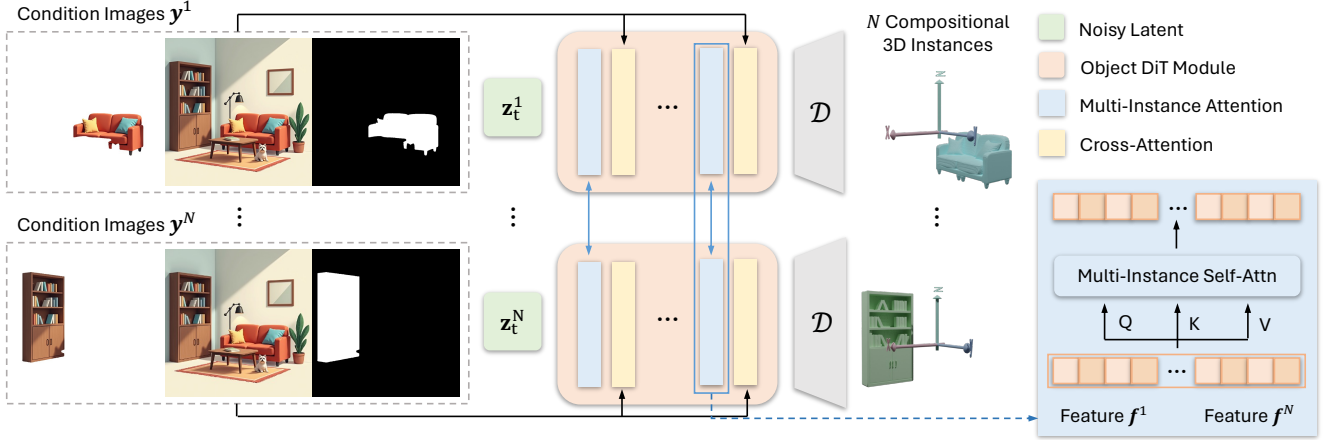 Condition Images y¹
N Compositional
3D Instances
Noisy Latent
Object DiT Module
Multi-Instance Attention
Cross-Attention
z_t^1
...
D
Z
X
Condition Images y^N
...
...
...
z_t^N
...
D
Z
X
...
Multi-Instance Self-Attn
Q
K
V
...
Feature f¹
Feature f^N